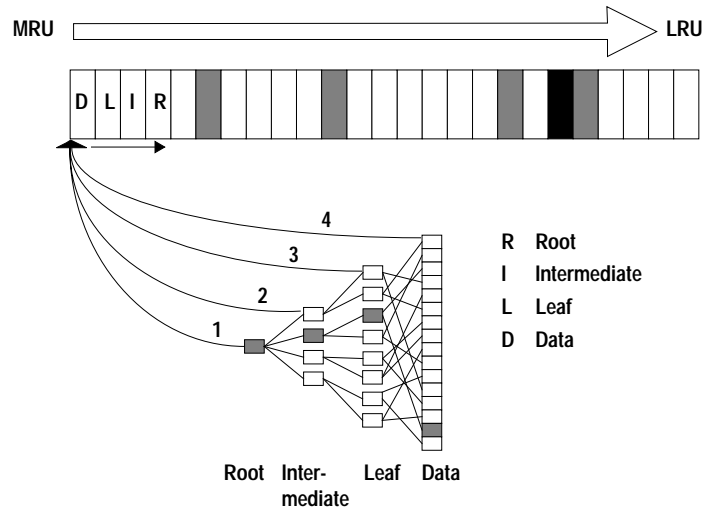 MRU LRU
D L I R
4
3
2
1
R Root
I Intermediate
L Leaf
D Data
Root Inter- Leaf Data
mediate